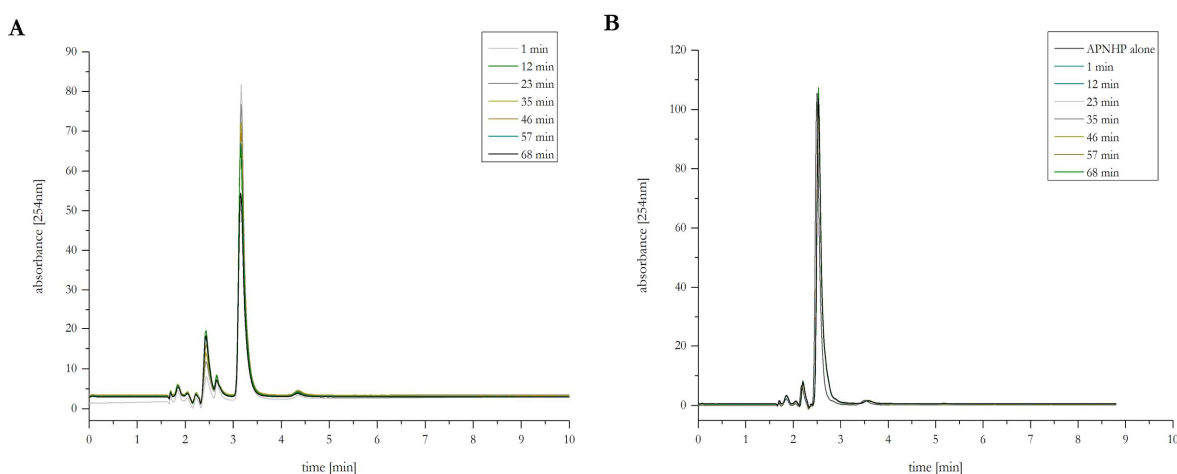 A
1 min
12 min
23 min
35 min
46 min
57 min
68 min
90
80
70
60
50
40
30
20
10
0
absorbance [254nm]
0 1 2 3 4 5 6 7 8 9 10
time [min]
B
APNHP alone
1 min
12 min
23 min
35 min
46 min
57 min
68 min
120
100
80
60
40
20
0
absorbance [254nm]
0 1 2 3 4 5 6 7 8 9 10
time [min]